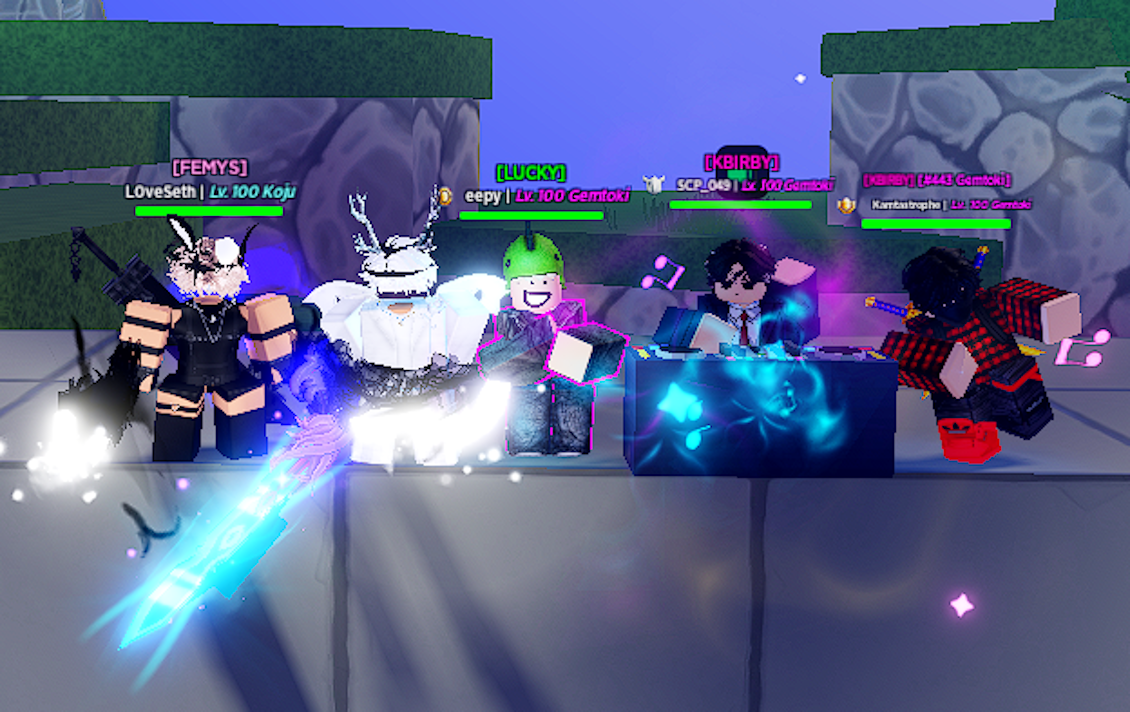 [FEMYS]
L0veSeth | Lv. 100 Koju
[LUCKY]
eepy | Lv. 100 Gemtoki
[KBIRBY]
SCP_049 | Lv. 100 Gemtoki
[KBIRBY] [#443 Gemtoki]
Kamtastrophe | Lv. 100 Gemtoki